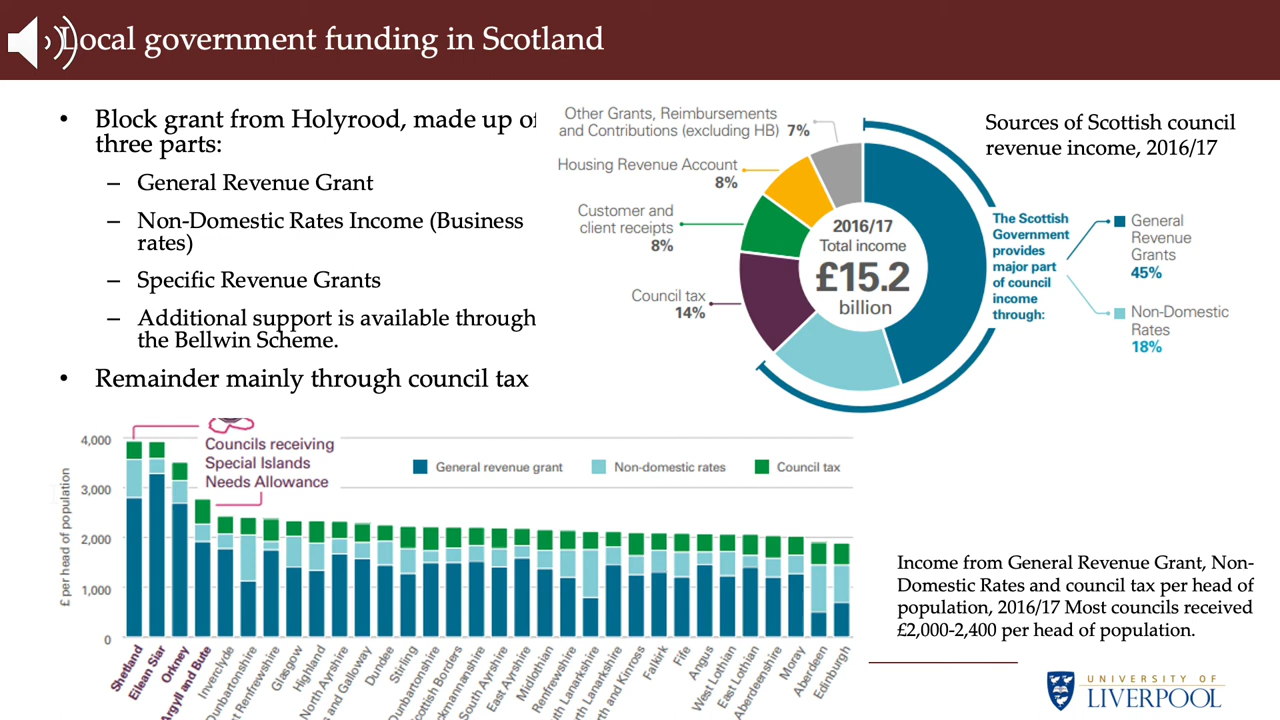 Local government funding in Scotland
• Block grant from Holyrood, made up of
three parts:
– General Revenue Grant
– Non-Domestic Rates Income (Business
rates)
– Specific Revenue Grants
– Additional support is available through
the Bellwin Scheme.
• Remainder mainly through council tax
Other Grants, Reimbursements
and Contributions (excluding HB) 7%
Housing Revenue Account
8%
Customer and
client receipts
8%
Council tax
14%
2016/17
Total income
£15.2
billion
The Scottish
Government
provides
major part
of council
income
through:
General
Revenue
Grants
45%
Non-Domestic
Rates
18%
Sources of Scottish council
revenue income, 2016/17
£ per head of population
4,000
3,000
2,000
1,000
0
Councils receiving
Special Islands
Needs Allowance
General revenue grant
Non-domestic rates
Council tax
Shetland
Eilean Siar
Orkney
Argyll and Bute
Inverclyde
Dunbartonshire
Renfrewshire
Glasgow
Highland
North Ayrshire
and Galloway
Dundee
Stirling
Dunbartonshire
Scottish Borders
South Ayrshire
East Ayrshire
Midlothian
Renfrewshire
Lanarkshire
Lanarkshire
and Kinross
Falkirk
Fife
Angus
West Lothian
East Lothian
Aberdeenshire
Moray
Aberdeen
Edinburgh
Income from General Revenue Grant, Non-
Domestic Rates and council tax per head of
population, 2016/17 Most councils received
£2,000-2,400 per head of population.
UNIVERSITY OF
LIVERPOOL